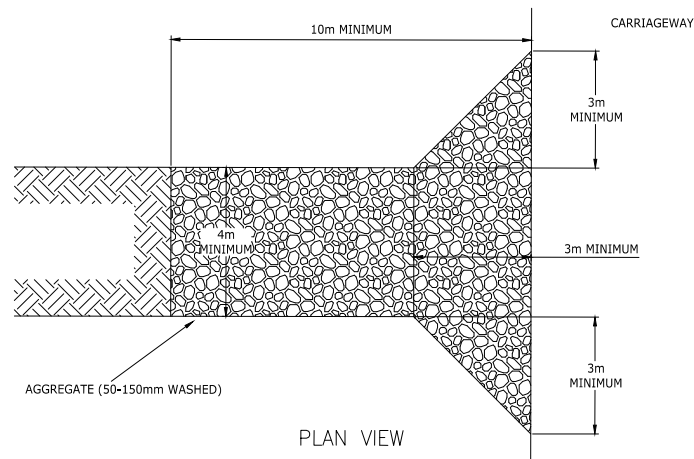 CARRIAGEWAY
10m MINIMUM
3m
MINIMUM
4m
MINIMUM
3m MINIMUM
3m
MINIMUM
AGGREGATE (50-150mm WASHED)
PLAN VIEW